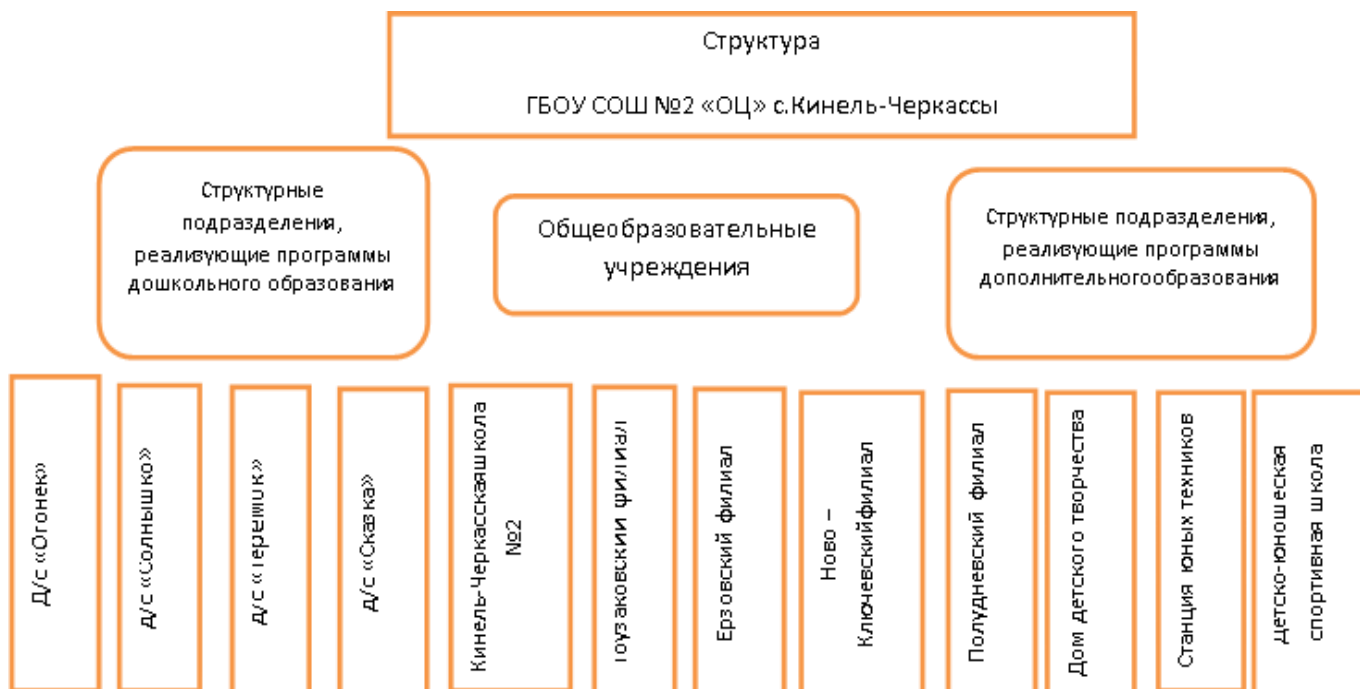 Структура
ГБОУ СОШ №2 «ОЦ» с.Кинель-Черкассы
Структурные
подразделения,
реализующие программы
дошкольного образования
Общеобразовательные
учреждения
Структурные подразделения,
реализующие программы
дополнительногообразования
Д/с «Огонек»
д/с «Солнышко»
д/с «Теремок»
д/с «Сказка»
Кинель-Черкасскаяшкола
№2
филиал
Ерзовский филиал
Ново –
Ключевскийфилиал
Полудневский филиал
Дом детского творчества
Станция юных техников
детско-юношеская
спортивная школа